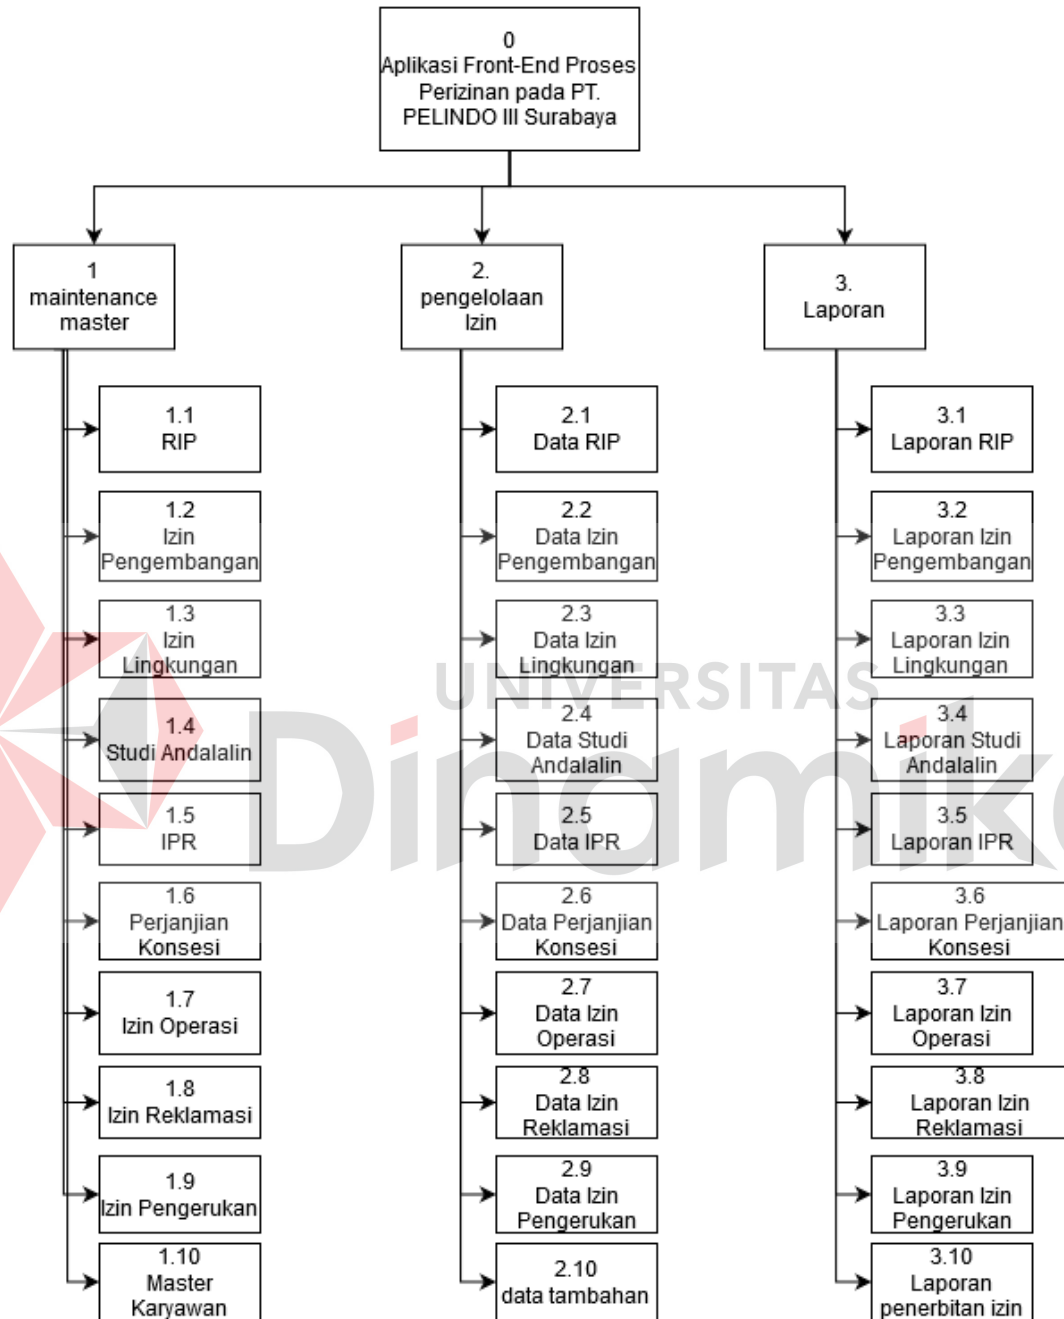 0
Aplikasi Front-End Proses
Perizinan pada PT.
PELINDO III Surabaya
1
maintenance
master
2.
pengelolaan
Izin
3.
Laporan
1.1
RIP
1.2
Izin
Pengembangan
1.3
Izin
Lingkungan
1.4
Studi Andalalin
1.5
IPR
1.6
Perjanjian
Konsesi
1.7
Izin Operasi
1.8
Izin Reklamasi
1.9
Izin Pengerukan
1.10
Master
Karyawan
2.1
Data RIP
2.2
Data Izin
Pengembangan
2.3
Data Izin
Lingkungan
2.4
Data Studi
Andalalin
2.5
Data IPR
2.6
Data Perjanjian
Konsesi
2.7
Data Izin
Operasi
2.8
Data Izin
Reklamasi
2.9
Data Izin
Pengerukan
2.10
data tambahan
3.1
Laporan RIP
3.2
Laporan Izin
Pengembangan
3.3
Laporan Izin
Lingkungan
3.4
Laporan Studi
Andalalin
3.5
Laporan IPR
3.6
Laporan Perjanjian
Konsesi
3.7
Laporan Izin
Operasi
3.8
Laporan Izin
Reklamasi
3.9
Laporan Izin
Pengerukan
3.10
Laporan
penerbitan izin
UNIVERSITAS
Dinamika